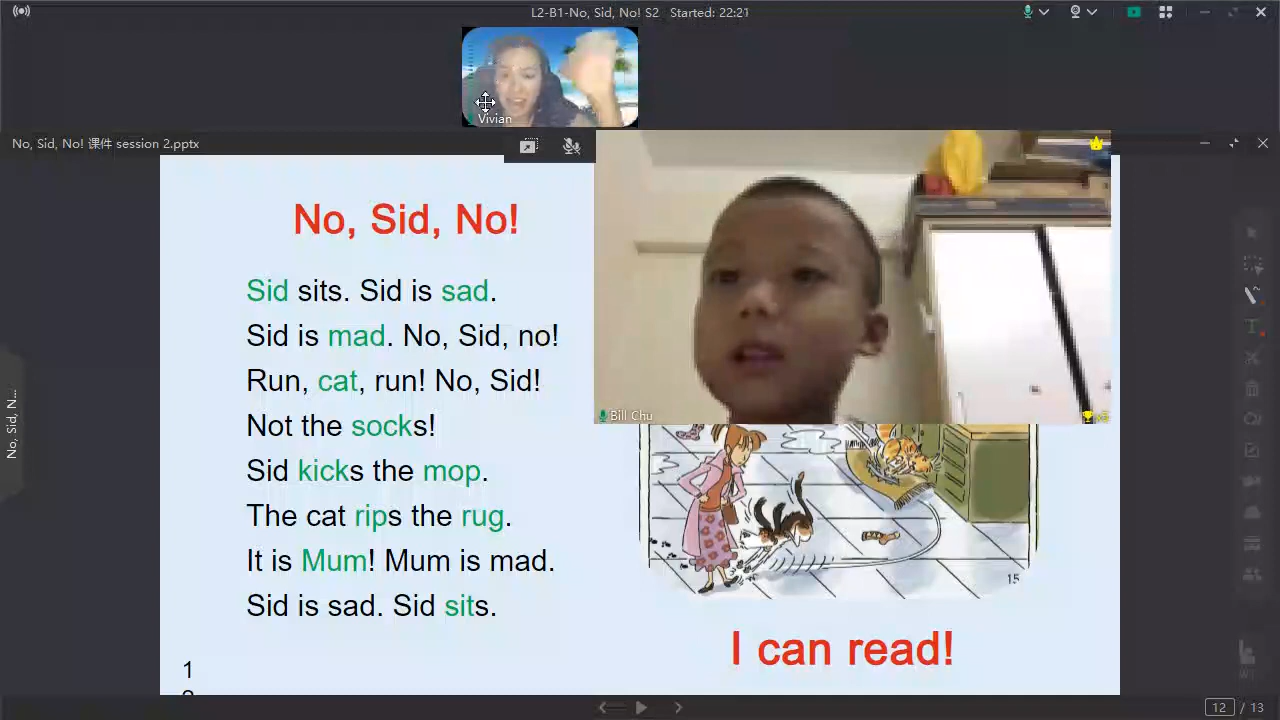 L2-B1-No, Sid, No! S2 Started: 22:21
Vivian
No, Sid, No! 课件 session 2.pptx
No, Sid, No!
Sid sits. Sid is sad.
Sid is mad. No, Sid, no!
Run, cat, run! No, Sid!
Not the socks!
Sid kicks the mop.
The cat rips the rug.
It is Mum! Mum is mad.
Sid is sad. Sid sits.
Bill Chu
15
I can read!
No, Sid, N...
1
12 / 13